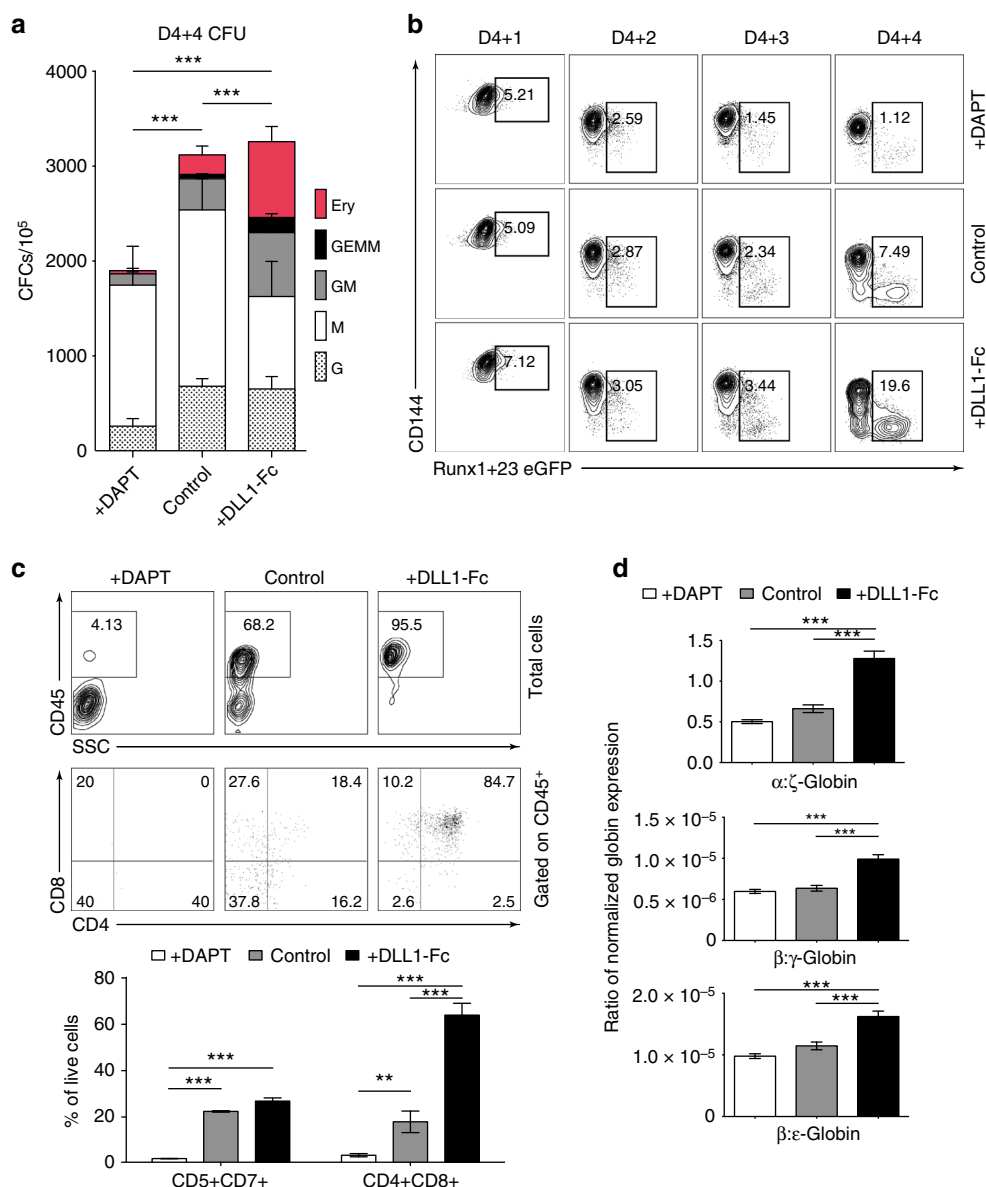 a
D4+4 CFU
4000
3000
2000
1000
0
CFCs/10⁵
***
***
***
Ery
GEMM
GM
M
G
+DAPT
Control
+DLL1-Fc
b
D4+1
D4+2
D4+3
D4+4
5.21
2.59
1.45
1.12
+DAPT
5.09
2.87
2.34
7.49
Control
7.12
3.05
3.44
19.6
+DLL1-Fc
CD144
Runx1+23 eGFP
c
+DAPT
Control
+DLL1-Fc
4.13
68.2
95.5
Total cells
CD45
SSC
20
0
27.6
18.4
10.2
84.7
40
40
37.8
16.2
2.6
2.5
Gated on CD45⁺
CD8
CD4
+DAPT
Control
+DLL1-Fc
80
60
40
20
0
% of live cells
***
***
**
***
***
CD5+CD7+
CD4+CD8+
d
+DAPT
Control
+DLL1-Fc
Ratio of normalized globin expression
***
***
1.5
1.0
0.5
0.0
α:ζ-Globin
***
***
1.5 × 10⁻⁵
1.0 × 10⁻⁵
0.5 × 10⁻⁶
0
β:γ-Globin
***
***
2.0 × 10⁻⁵
1.0 × 10⁻⁵
0
β:ε-Globin